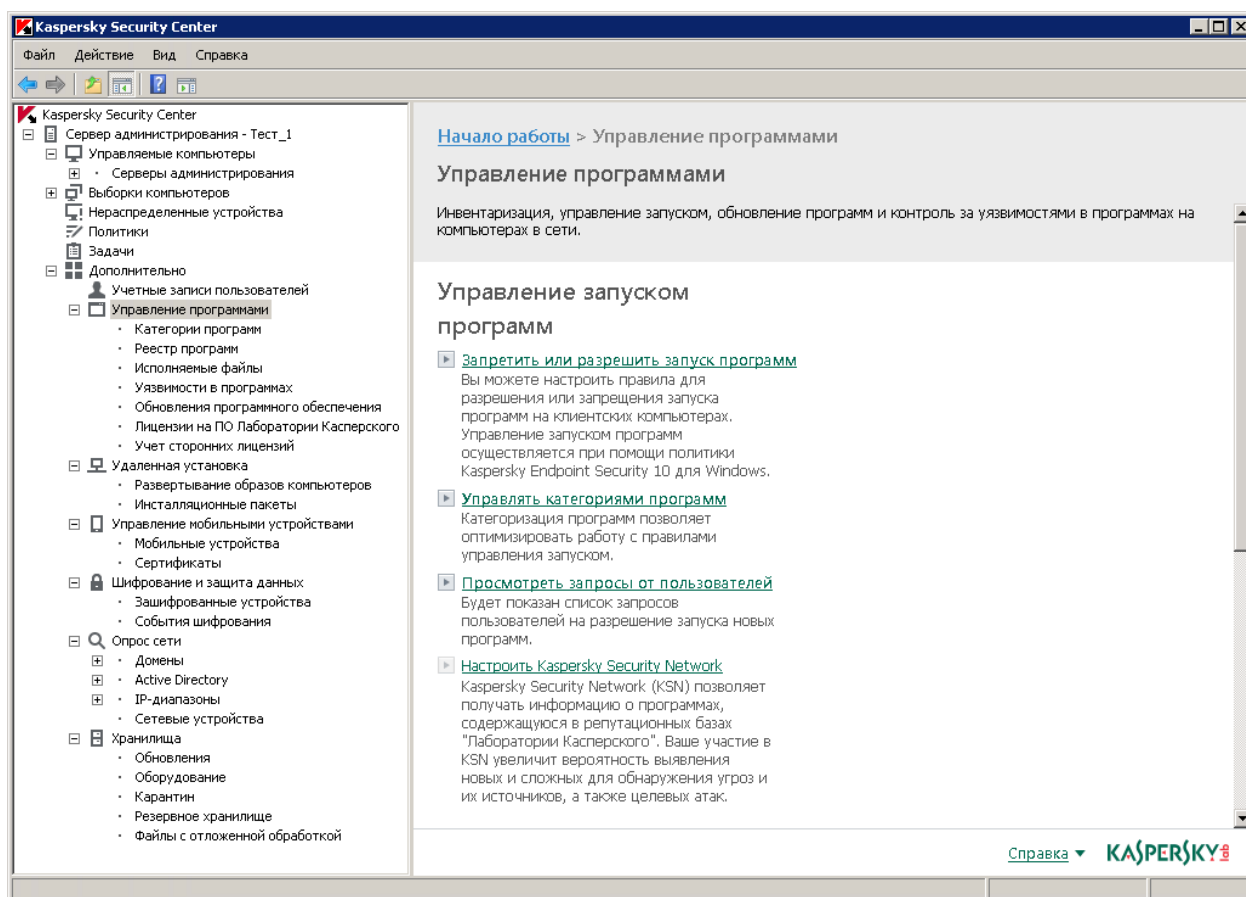 Kaspersky Security Center
Файл Действие Вид Справка
Kaspersky Security Center
Сервер администрирования - Тест_1
Управляемые компьютеры
Серверы администрирования
Выборки компьютеров
Нераспределенные устройства
Политики
Задачи
Дополнительно
Учетные записи пользователей
Управление программами
Категории программ
Реестр программ
Исполняемые файлы
Уязвимости в программах
Обновления программного обеспечения
Лицензии на ПО Лаборатории Касперского
Учет сторонних лицензий
Удаленная установка
Развертывание образов компьютеров
Инсталляционные пакеты
Управление мобильными устройствами
Мобильные устройства
Сертификаты
Шифрование и защита данных
Зашифрованные устройства
События шифрования
Опрос сети
Домены
Active Directory
IP-диапазоны
Сетевые устройства
Хранилища
Обновления
Оборудование
Карантин
Резервное хранилище
Файлы с отложенной обработкой
Начало работы > Управление программами
Управление программами
Инвентаризация, управление запуском, обновление программ и контроль за уязвимостями в программах на
компьютерах в сети.
Управление запуском
программ
Запретить или разрешить запуск программ
Вы можете настроить правила для
разрешения или запрещения запуска
программ на клиентских компьютерах.
Управление запуском программ
осуществляется при помощи политики
Kaspersky Endpoint Security 10 для Windows.
Управлять категориями программ
Категоризация программ позволяет
оптимизировать работу с правилами
управления запуском.
Просмотреть запросы от пользователей
Будет показан список запросов
пользователей на разрешение запуска новых
программ.
Настроить Kaspersky Security Network
Kaspersky Security Network (KSN) позволяет
получать информацию о программах,
содержащуюся в репутационных базах
"Лаборатории Касперского". Ваше участие в
KSN увеличит вероятность выявления
новых и сложных для обнаружения угроз и
их источников, а также целевых атак.
Справка
KASPERSKY lab